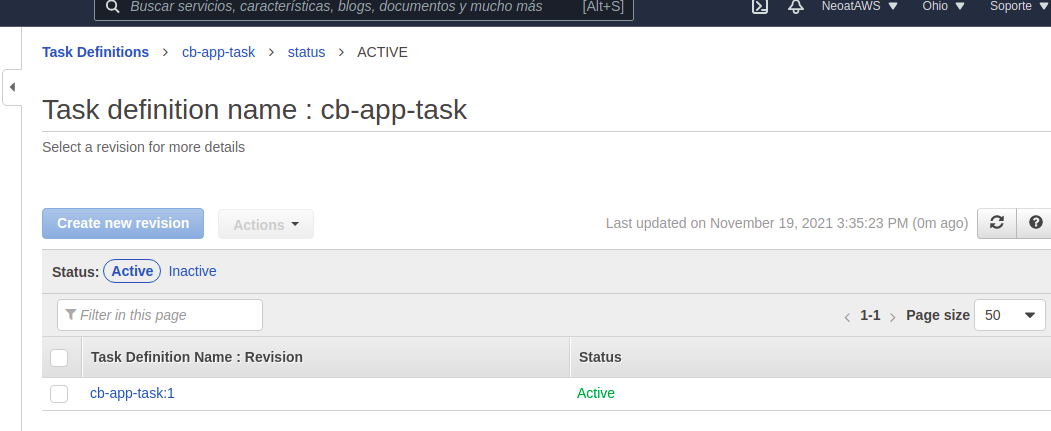 Buscar servicios, características, blogs, documentos y mucho más [Alt+S] NeoatAWS Ohio Soporte
Task Definitions > cb-app-task > status > ACTIVE
Task definition name : cb-app-task
Select a revision for more details
Create new revision Actions Last updated on November 19, 2021 3:35:23 PM (0m ago)
Status: Active Inactive
Filter in this page < 1-1 > Page size 50
Task Definition Name : Revision Status
cb-app-task:1 Active